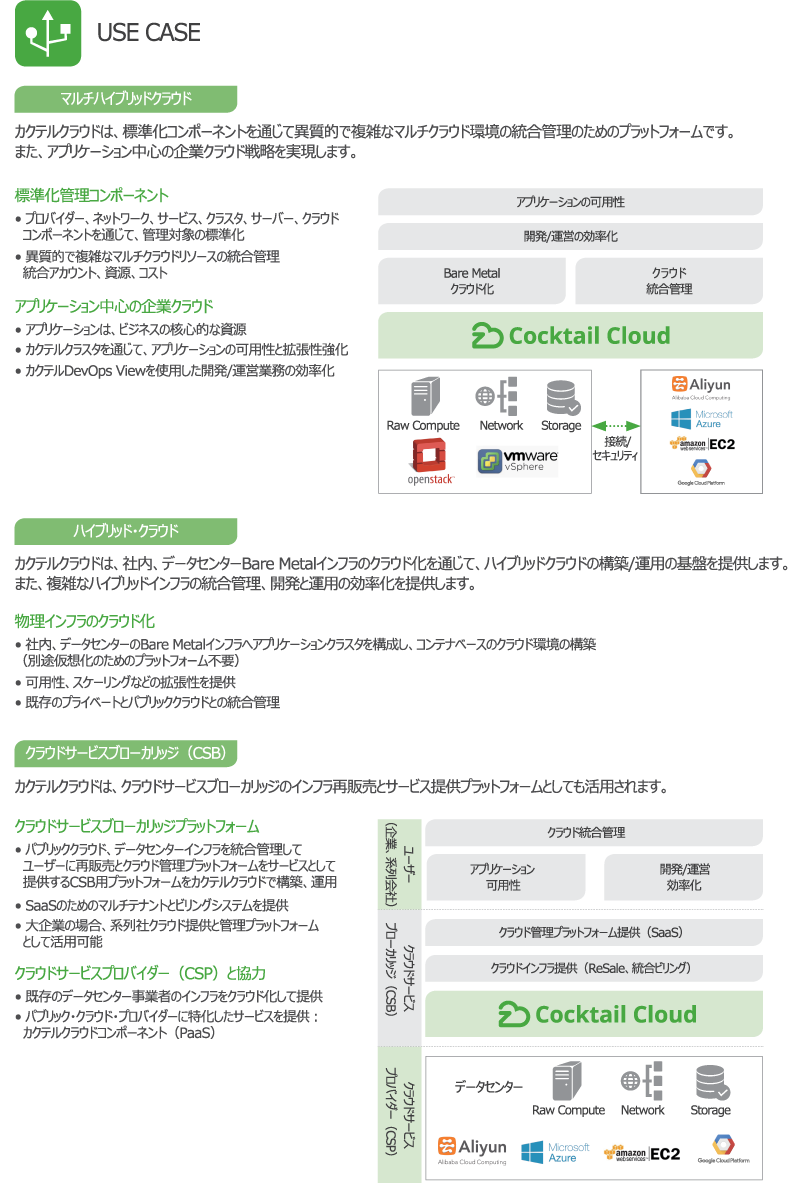 USE CASE
マルチハイブリッドクラウド
カクテルクラウドは、標準化コンポーネントを通じて異質的で複雑なマルチクラウド環境の統合管理のためのプラットフォームです。
また、アプリケーション中心の企業クラウド戦略を実現します。
標準化管理コンポーネント
• プロバイダー、ネットワーク、サービス、クラスタ、サーバー、クラウド
コンポーネントを通じて、管理対象の標準化
• 異質的で複雑なマルチクラウドリソースの統合管理
統合アカウント、資源、コスト
アプリケーション中心の企業クラウド
• アプリケーションは、ビジネスの核心的な資源
• カクテルクラスタを通じて、アプリケーションの可用性と拡張性強化
• カクテルDevOps Viewを使用した開発/運営業務の効率化
アプリケーションの可用性
開発/運営の効率化
Bare Metal
クラウド化
クラウド
統合管理
Cocktail Cloud
Raw Compute
Network
Storage
openstack
vmware
vSphere
接続/
セキュリティ
Aliyun
Alibaba Cloud Computing
Microsoft
Azure
amazon
webservices
EC2
Google Cloud Platform
ハイブリッド・クラウド
カクテルクラウドは、社内、データセンターBare Metalインフラのクラウド化を通じて、ハイブリッドクラウドの構築/運用の基盤を提供します。
また、複雑なハイブリッドインフラの統合管理、開発と運用の効率化を提供します。
物理インフラのクラウド化
• 社内、データセンターのBare Metalインフラへアプリケーションクラスタを構成し、コンテナベースのクラウド環境の構築
（別途仮想化のためのプラットフォーム不要）
• 可用性、スケーリングなどの拡張性を提供
• 既存のプライベートとパブリッククラウドとの統合管理
クラウドサービスブローカリッジ（CSB）
カクテルクラウドは、クラウドサービスブローカリッジのインフラ再販売とサービス提供プラットフォームとしても活用されます。
クラウドサービスブローカリッジプラットフォーム
• パブリッククラウド、データセンターインフラを統合管理して
ユーザーに再販売とクラウド管理プラットフォームをサービスとして
提供するCSB用プラットフォームをカクテルクラウドで構築、運用
• SaaSのためのマルチテナントとビリングシステムを提供
• 大企業の場合、系列社クラウド提供と管理プラットフォーム
として活用可能
クラウドサービスプロバイダー（CSP）と協力
• 既存のデータセンター事業者のインフラをクラウド化して提供
• パブリック・クラウド・プロバイダーに特化したサービスを提供：
カクテルクラウドコンポーネント（PaaS）
ユーザー
（企業、系列会社）
クラウド統合管理
アプリケーション
可用性
開発/運営
効率化
クラウドサービス
ブローカリッジ（CSB）
クラウド管理プラットフォーム提供（SaaS）
クラウドインフラ提供（ReSale、統合ビリング）
Cocktail Cloud
クラウドサービス
プロバイダー（CSP）
データセンター
Raw Compute
Network
Storage
Aliyun
Alibaba Cloud Computing
Microsoft
Azure
amazon
webservices
EC2
Google Cloud Platform